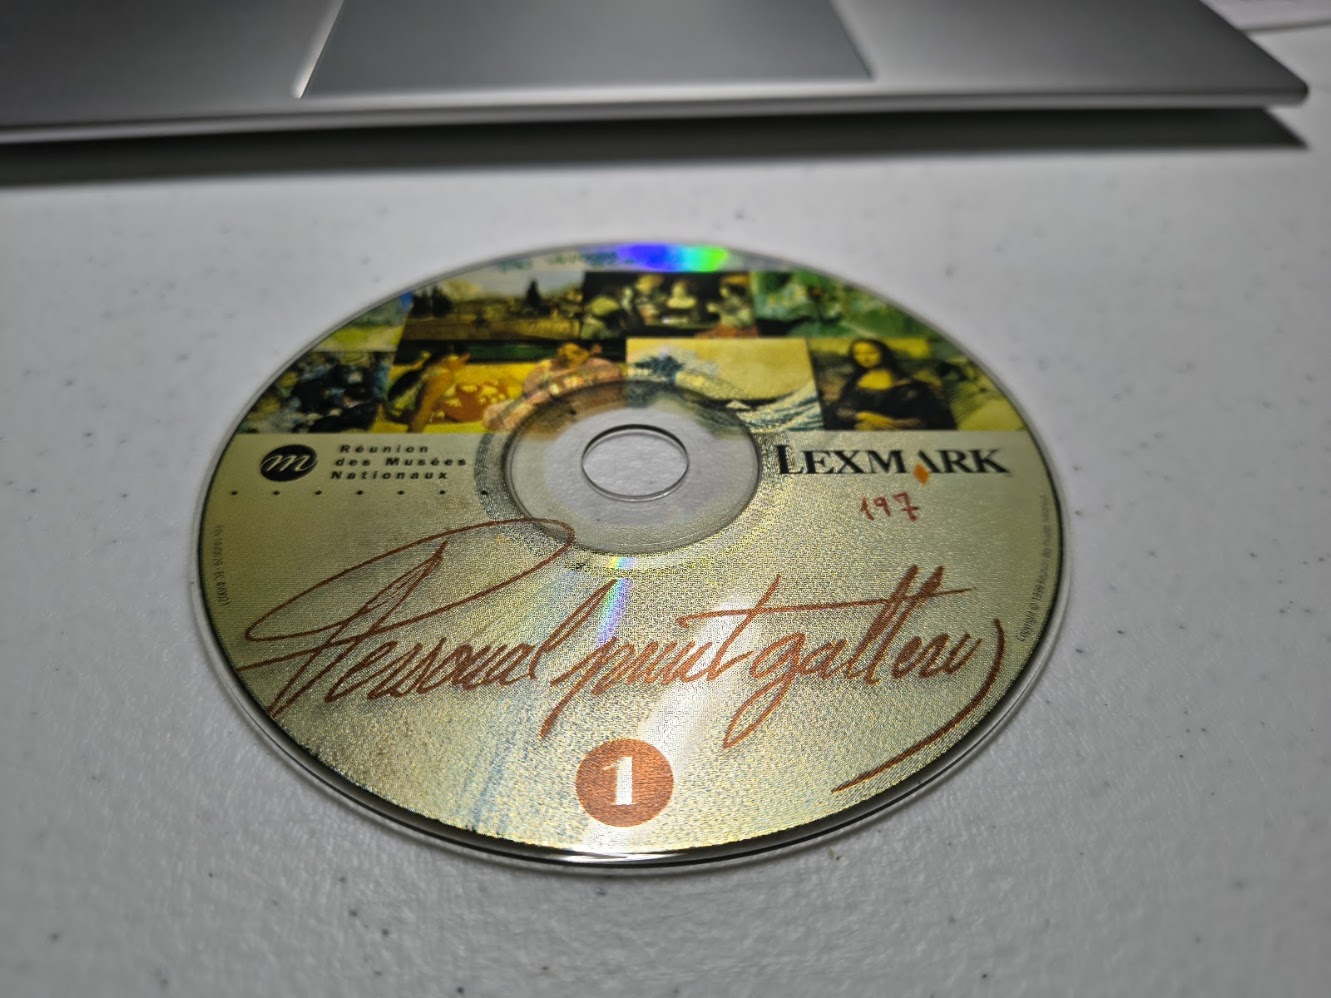 Réunion
des Musées
Nationaux
LEXMARK
197
Personal print gallery
1